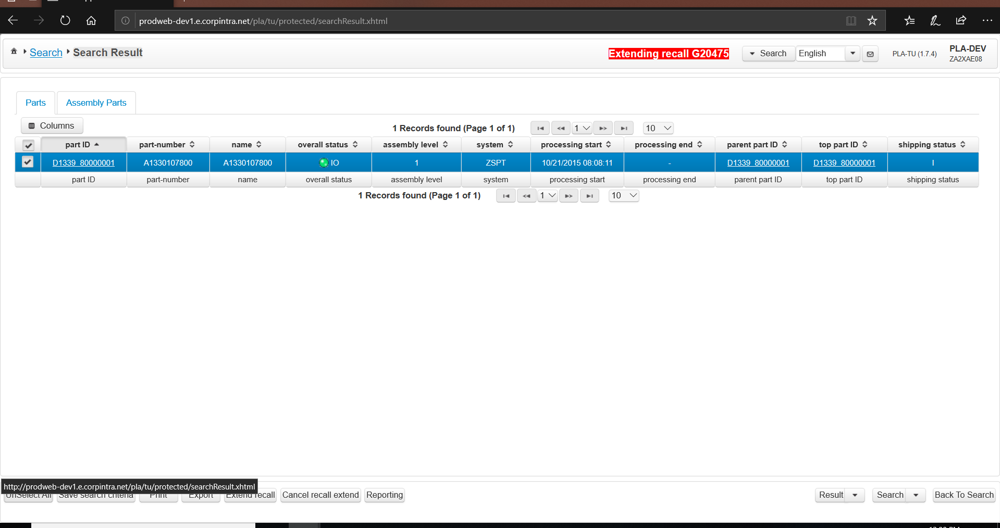 prodweb-dev1.e.corpintra.net/pla/tu/protected/searchResult.xhtml
Search Search Result
Extending recall G20475
Search
English
PLA-TU (1.7.4)
PLA-DEV
ZA2XAE08
Parts
Assembly Parts
Columns
1 Records found (Page 1 of 1) 1 10
part ID part-number name overall status assembly level system processing start processing end parent part ID top part ID shipping status
D1339_80000001 A1330107800 A1330107800 IO 1 ZSPT 10/21/2015 08:08:11 - D1339_80000001 D1339_80000001 I
part ID part-number name overall status assembly level system processing start processing end parent part ID top part ID shipping status
1 Records found (Page 1 of 1) 1 10
http://prodweb-dev1.e.corpintra.net/pla/tu/protected/searchResult.xhtml
UnSelect All Save search criteria Print Export Extend recall Cancel recall extend Reporting Result Search Back To Search